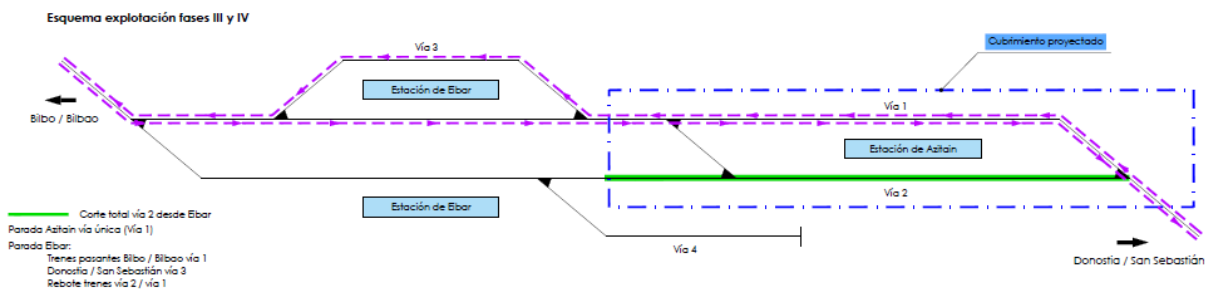 Esquema explotación fases III y IV
Cubrimiento proyectado
Vía 3
Estación de Eibar
Vía 1
Bilbo / Bilbao
Estación de Azitain
Vía 2
Estación de Eibar
Corte total vía 2 desde Eibar
Parada Azitain vía única (Vía 1)
Parada Eibar:
Trenes pasantes Bilbo / Bilbao vía 1
Donostia / San Sebastián vía 3
Rebote trenes vía 2 / vía 1
Vía 4
Donostia / San Sebastián